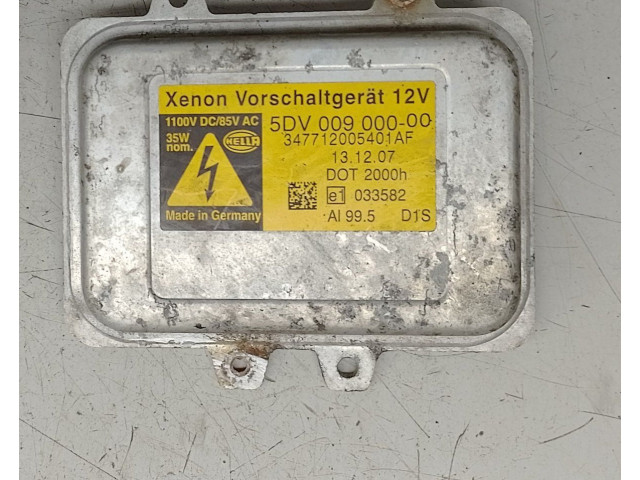 Xenon Vorschaltgerät 12V
1100V DC/85V AC
35W
nom.
HELLA
Made in Germany
5DV 009 000-00
347712005401AF
13.12.07
DOT 2000h
e1 033582
Al 99.5 D1S